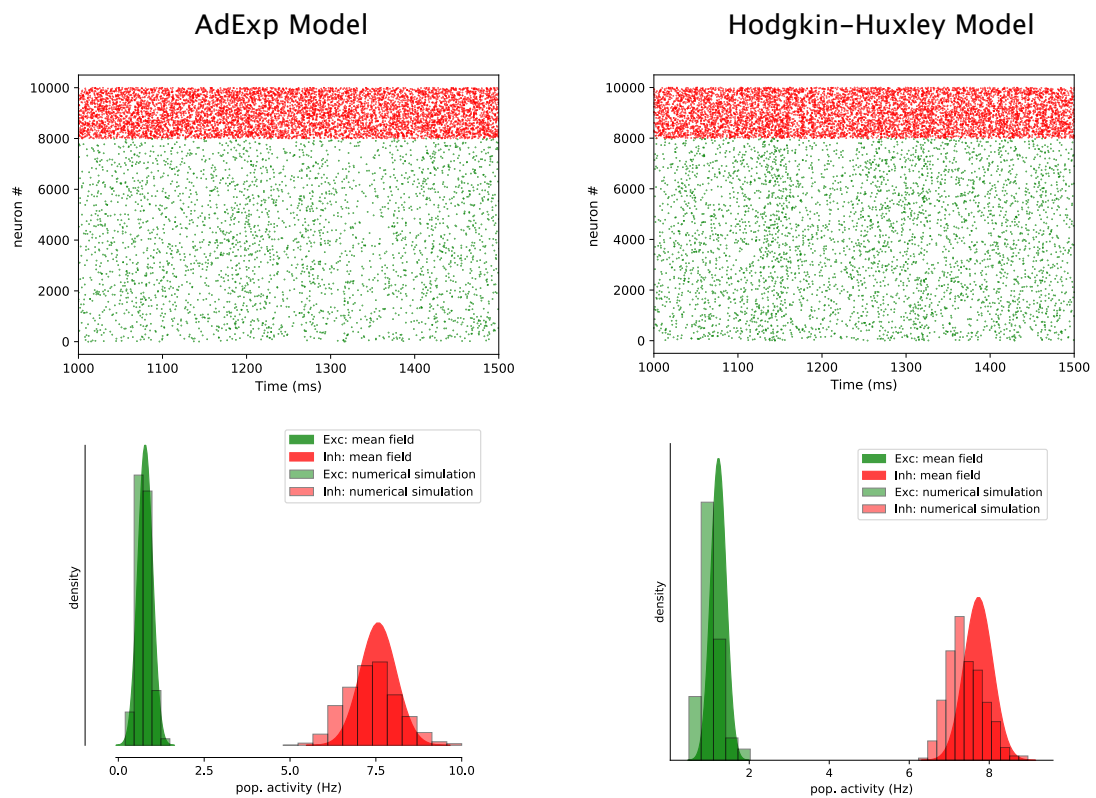 AdExp Model
Hodgkin-Huxley Model
10000
8000
6000
4000
2000
0
neuron #
1000 1100 1200 1300 1400 1500
Time (ms)
10000
8000
6000
4000
2000
0
neuron #
1000 1100 1200 1300 1400 1500
Time (ms)
Exc: mean field
Inh: mean field
Exc: numerical simulation
Inh: numerical simulation
density
0.0 2.5 5.0 7.5 10.0
pop. activity (Hz)
Exc: mean field
Inh: mean field
Exc: numerical simulation
Inh: numerical simulation
density
2 4 6 8
pop. activity (Hz)